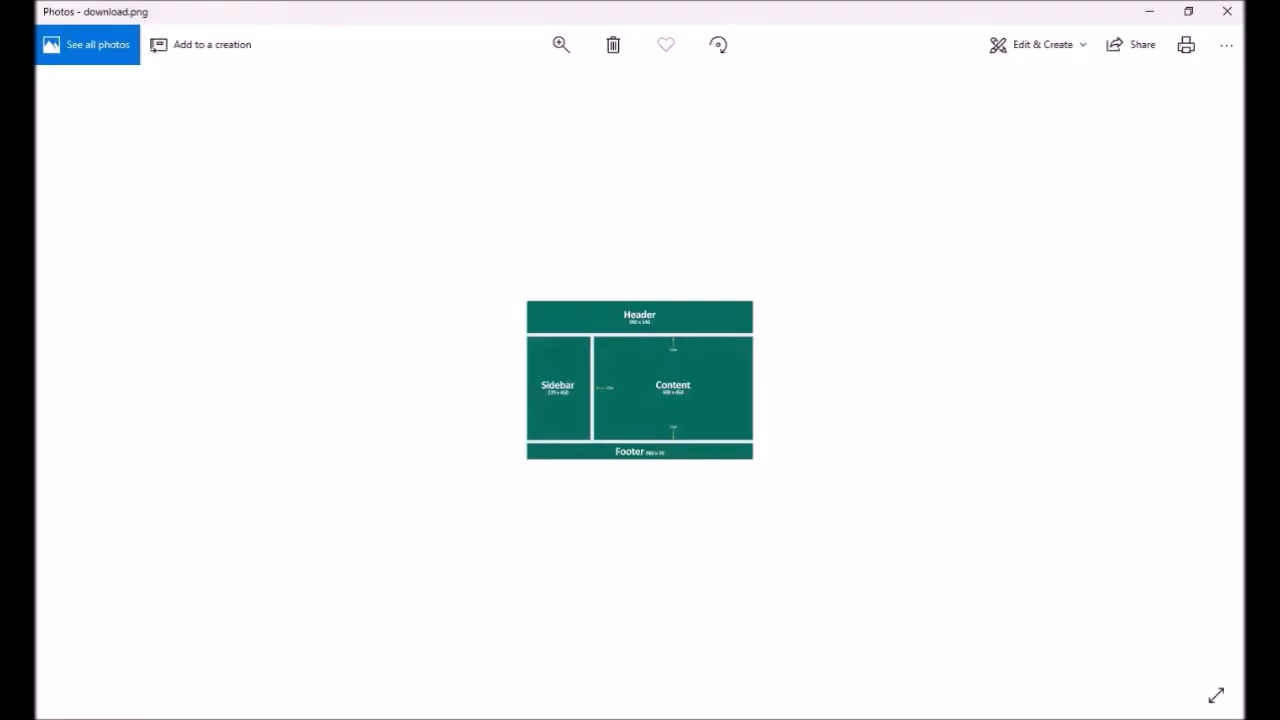 Photos - download.png
See all photos
Add to a creation
Edit & Create
Share
Header
Sidebar
Content
Footer